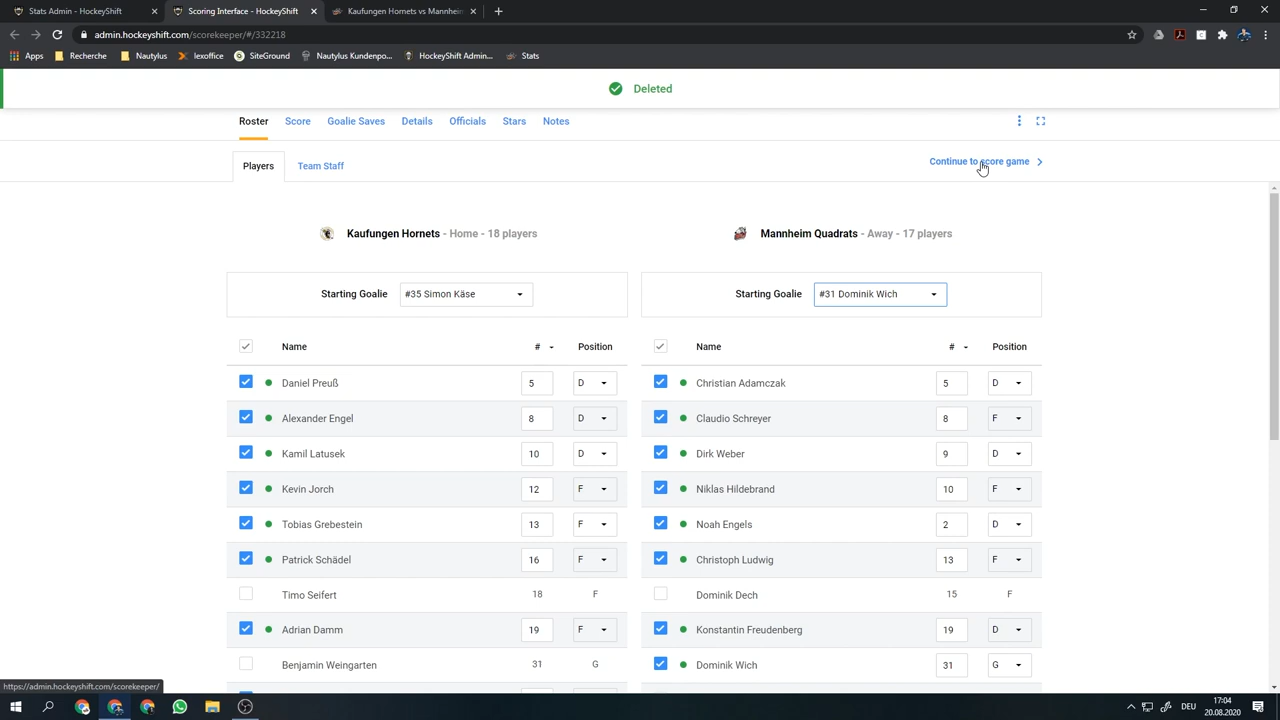 Stats Admin - HockeyShift
Scoring Interface - HockeyShift
Kaufungen Hornets vs Mannheim
admin.hockeyshift.com/scorekeeper/#/332218
Apps
Recherche
Nautylus
lexoffice
SiteGround
Nautylus Kundenpo...
HockeyShift Admin...
Stats
Deleted
Roster
Score
Goalie Saves
Details
Officials
Stars
Notes
Players
Team Staff
Continue to score game
Kaufungen Hornets - Home - 18 players
Mannheim Quadrats - Away - 17 players
Starting Goalie #35 Simon Käse
Starting Goalie #31 Dominik Wich
Name # Position
Name # Position
Daniel Preuß 5 D
Christian Adamczak 5 D
Alexander Engel 8 D
Claudio Schreyer 8 F
Kamil Latusek 10 D
Dirk Weber 9 D
Kevin Jorch 12 F
Niklas Hildebrand 10 F
Tobias Grebestein 13 F
Noah Engels 2 D
Patrick Schädel 16 F
Christoph Ludwig 13 F
Timo Seifert 18 F
Dominik Dech 15 F
Adrian Damm 19 F
Konstantin Freudenberg 19 D
Benjamin Weingarten 31 G
Dominik Wich 31 G
https://admin.hockeyshift.com/scorekeeper/
DEU
17:04
20.08.2020